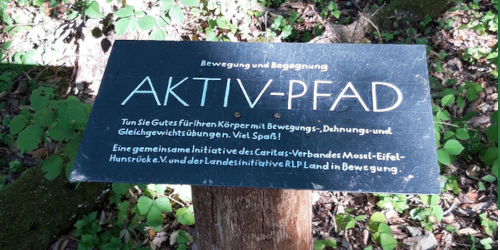 Bewegung und Begegnung
AKTIV-PFAD
Tun Sie Gutes für Ihren Körper mit Bewegungs-, Dehnungs- und
Gleichgewichtsübungen. Viel Spaß!
Eine gemeinsame Initiative des Caritas-Verbandes Mosel-Eifel-
Hunsrück e.V. und der Landesinitiative RLP Land in Bewegung.